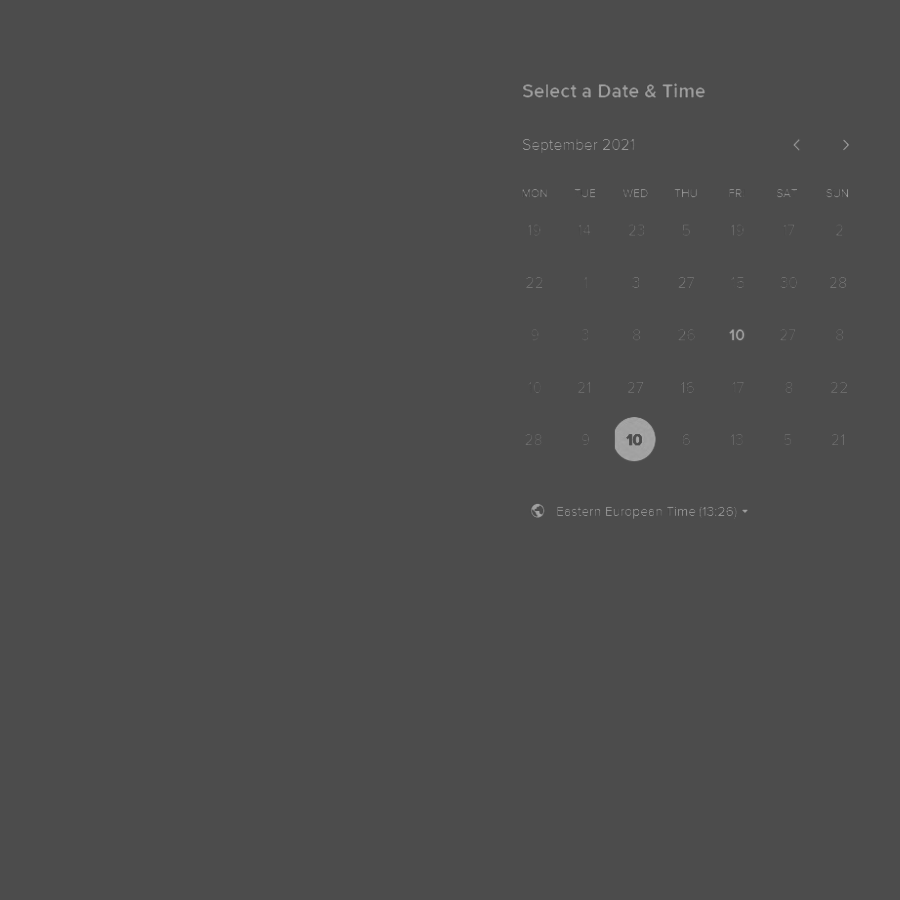 Select a Date & Time
September 2021
MON TUE WED THU FRI SAT SUN
19 14 23 5 19 17 2
22 1 3 27 15 30 28
9 3 8 26 10 27 8
10 21 27 16 17 8 22
28 9 10 6 13 5 21
Eastern European Time (13:26)